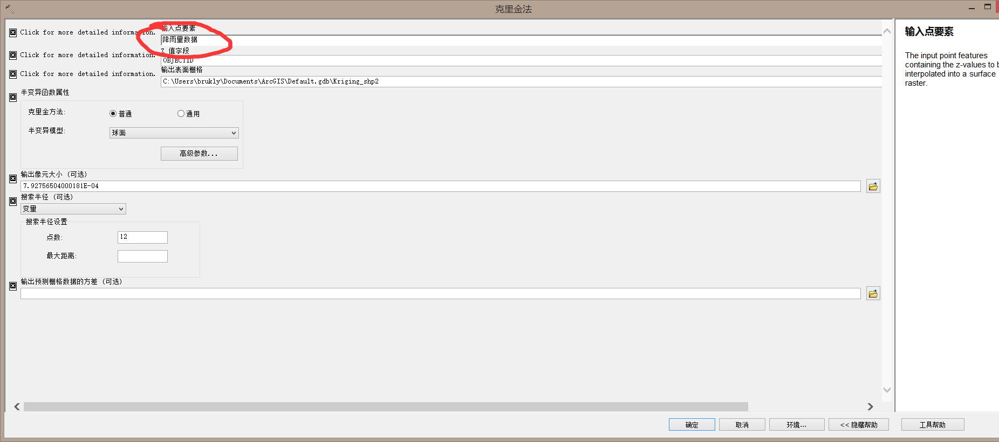 克里金法
Click for more detailed information.
输入点要素
降雨量数据
Click for more detailed information.
Z 值字段
OBJECTID
Click for more detailed information.
输出表面栅格
C:\Users\brukly\Documents\ArcGIS\Default.gdb\Kriging_shp2
半变异函数属性
克里金方法:
普通
通用
半变异模型:
球面
高级参数...
输出像元大小 (可选)
7.92756504000181E-04
搜索半径 (可选)
变量
搜索半径设置
点数:
12
最大距离:
输出预测栅格数据的方差 (可选)
确定
取消
环境...
<< 隐藏帮助
工具帮助
输入点要素
The input point features
containing the z-values to b
interpolated into a surface
raster.